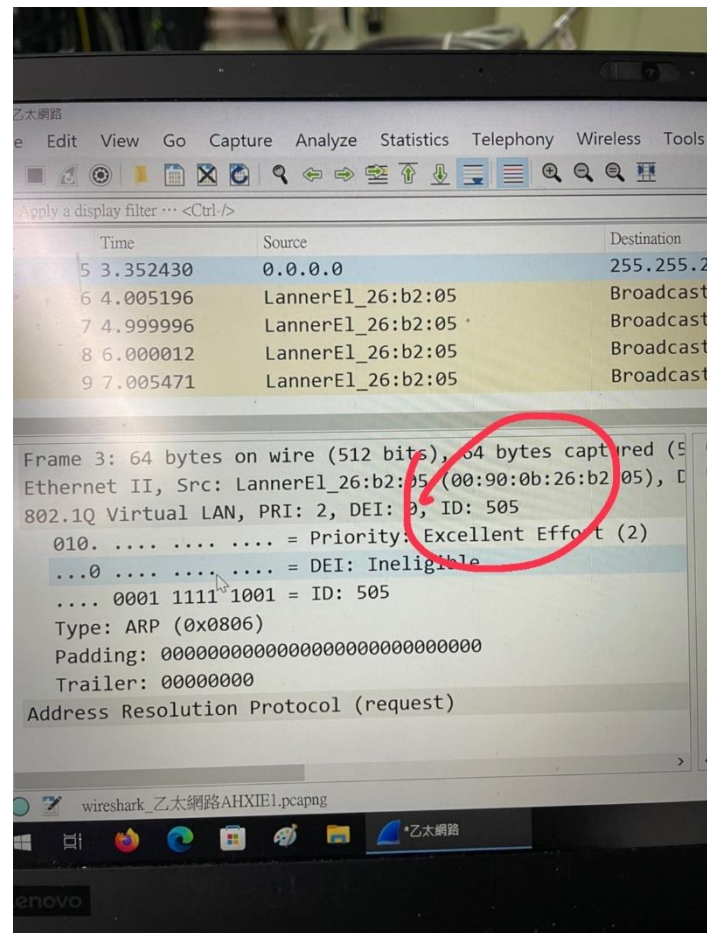 乙太網路
e Edit View Go Capture Analyze Statistics Telephony Wireless Tools
Apply a display filter ··· <Ctrl-/>
Time Source Destination
5 3.352430 0.0.0.0 255.255.2
6 4.005196 LannerEl_26:b2:05 Broadcast
7 4.999996 LannerEl_26:b2:05 Broadcast
8 6.000012 LannerEl_26:b2:05 Broadcast
9 7.005471 LannerEl_26:b2:05 Broadcast
Frame 3: 64 bytes on wire (512 bits), 64 bytes captured (5
Ethernet II, Src: LannerEl_26:b2:05 (00:90:0b:26:b2:05), D
802.1Q Virtual LAN, PRI: 2, DEI: 0, ID: 505
010. .... .... .... = Priority: Excellent Effort (2)
...0 .... .... .... = DEI: Ineligible
.... 0001 1111 1001 = ID: 505
Type: ARP (0x0806)
Padding: 0000000000000000000000000000
Trailer: 00000000
Address Resolution Protocol (request)
wireshark_乙太網路AHXIE1.pcapng
*乙太網路
enovo